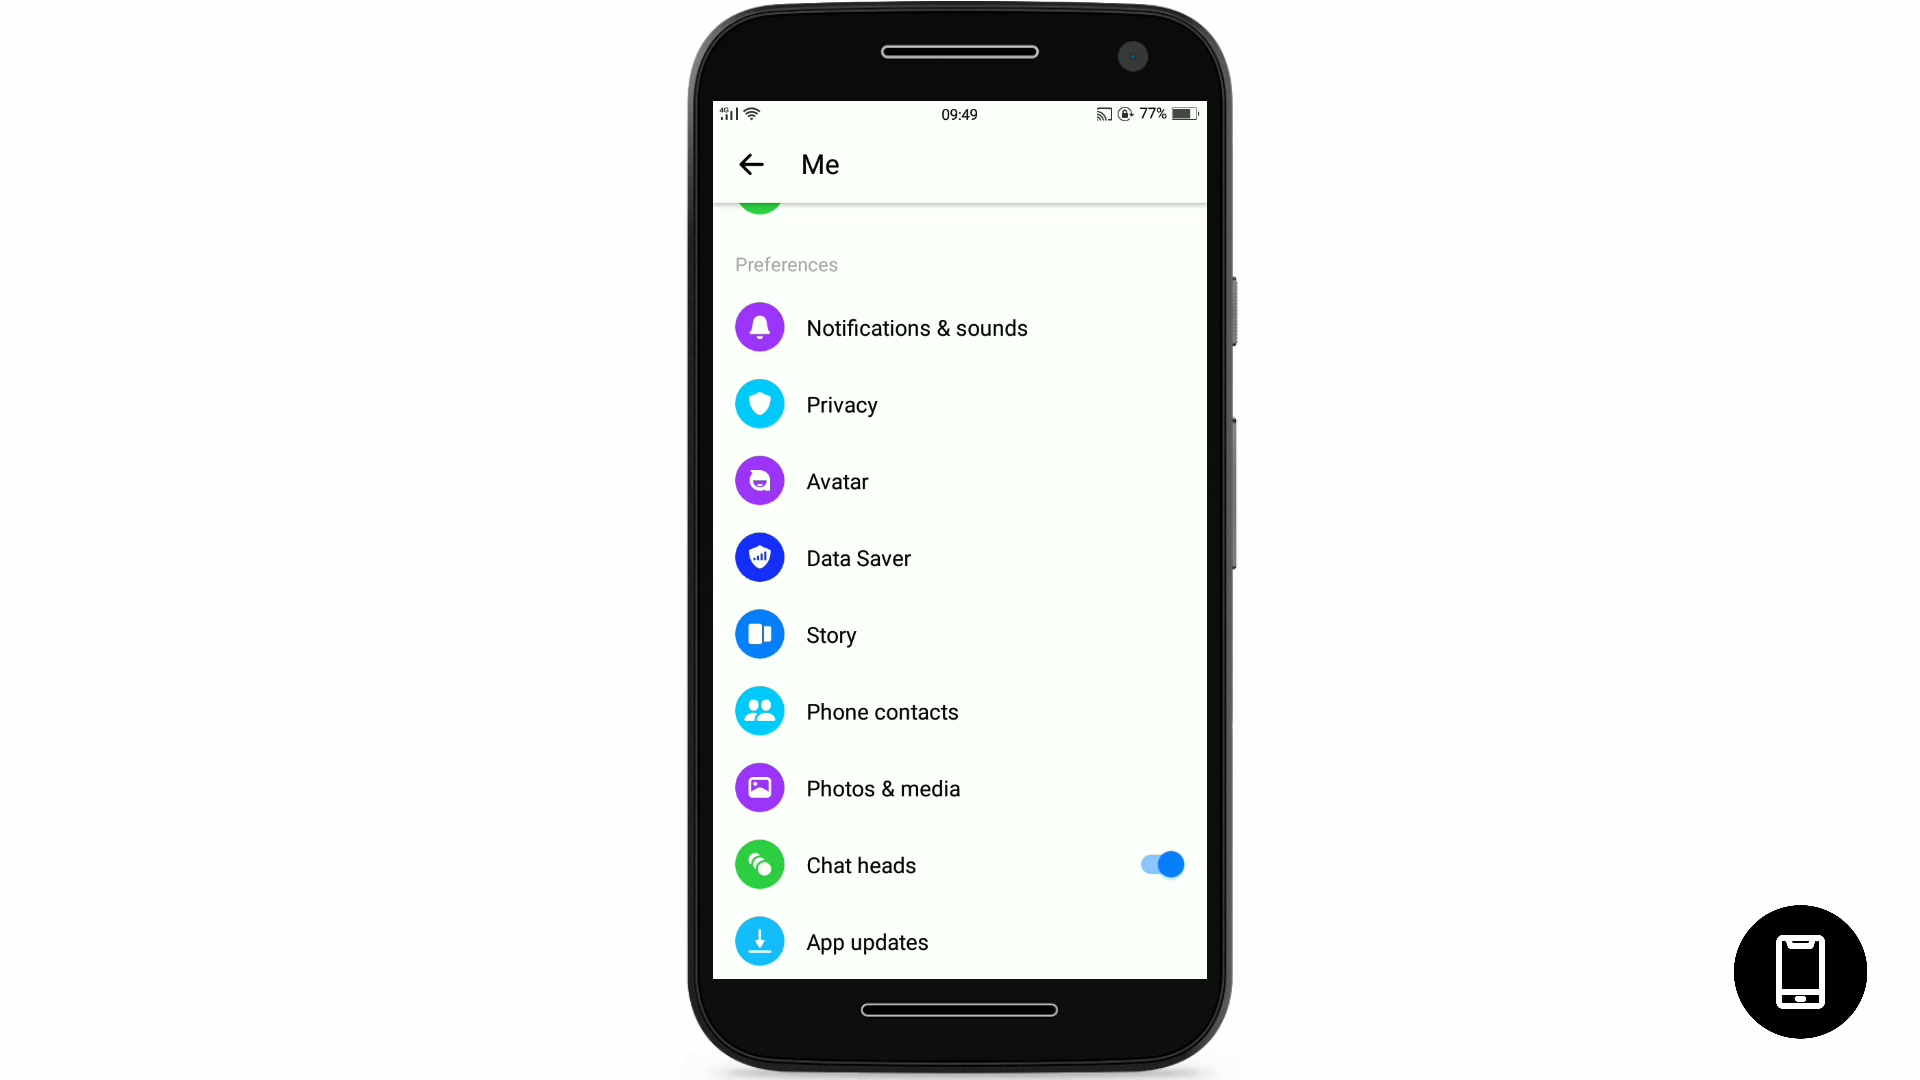 4G
09:49
77%
Me
Preferences
Notifications & sounds
Privacy
Avatar
Data Saver
Story
Phone contacts
Photos & media
Chat heads
App updates